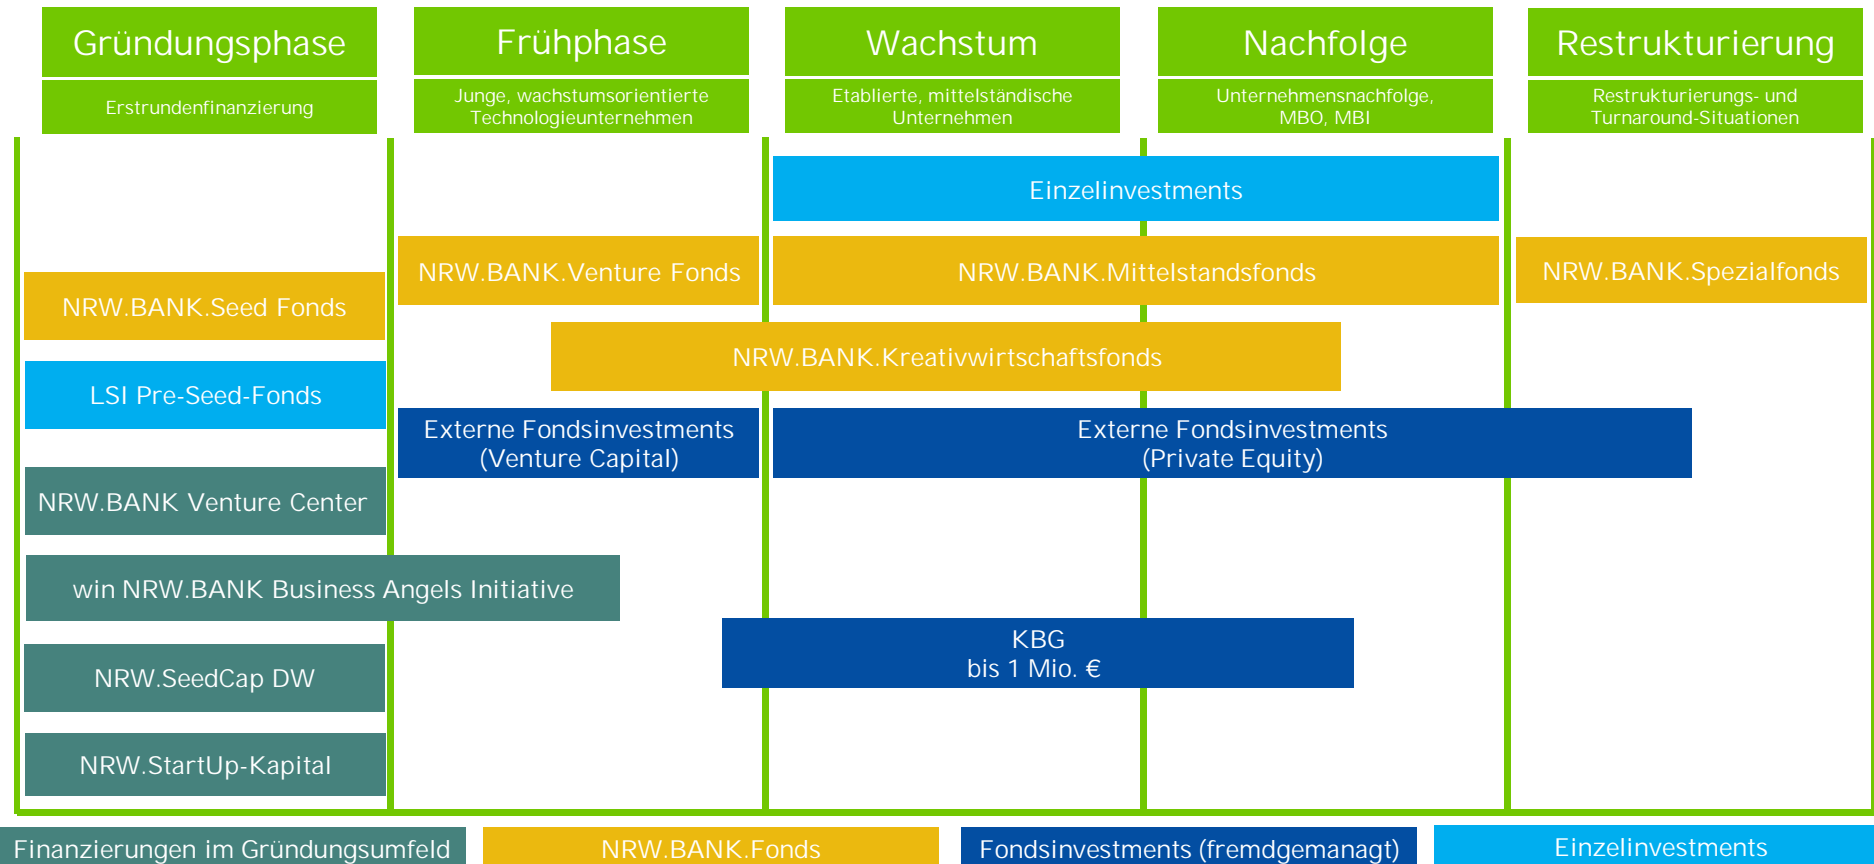 Gründungsphase
Erstrundenfinanzierung
Frühphase
Junge, wachstumsorientierte
Technologieunternehmen
Wachstum
Etablierte, mittelständische
Unternehmen
Nachfolge
Unternehmensnachfolge,
MBO, MBI
Restrukturierung
Restrukturierungs- und
Turnaround-Situationen
Einzelinvestments
NRW.BANK.Venture Fonds
NRW.BANK.Mittelstandsfonds
NRW.BANK.Spezialfonds
NRW.BANK.Seed Fonds
NRW.BANK.Kreativwirtschaftsfonds
LSI Pre-Seed-Fonds
Externe Fondsinvestments
(Venture Capital)
Externe Fondsinvestments
(Private Equity)
NRW.BANK Venture Center
win NRW.BANK Business Angels Initiative
KBG
bis 1 Mio. €
NRW.SeedCap DW
NRW.StartUp-Kapital
Finanzierungen im Gründungsumfeld
NRW.BANK.Fonds
Fondsinvestments (fremdgemanagt)
Einzelinvestments